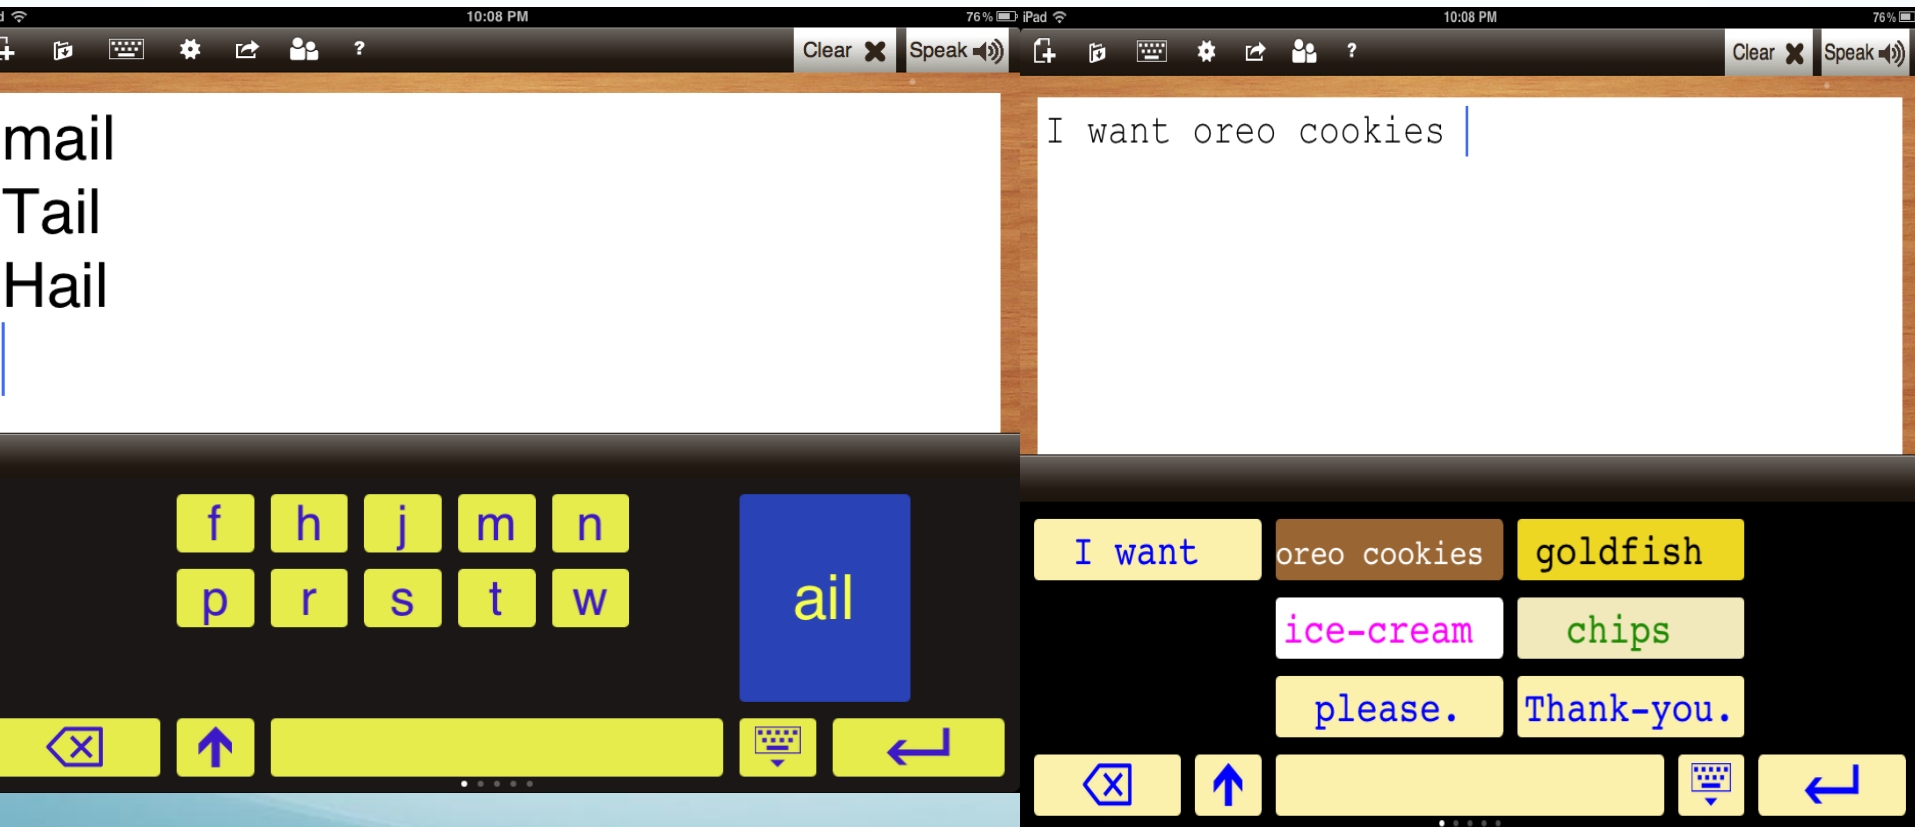 10:08 PM
76%
?
Clear
Speak
mail
Tail
Hail
f h j m n
p r s t w
ail
iPad
10:08 PM
76%
?
Clear
Speak
I want oreo cookies
I want oreo cookies goldfish
ice-cream chips
please. Thank-you.